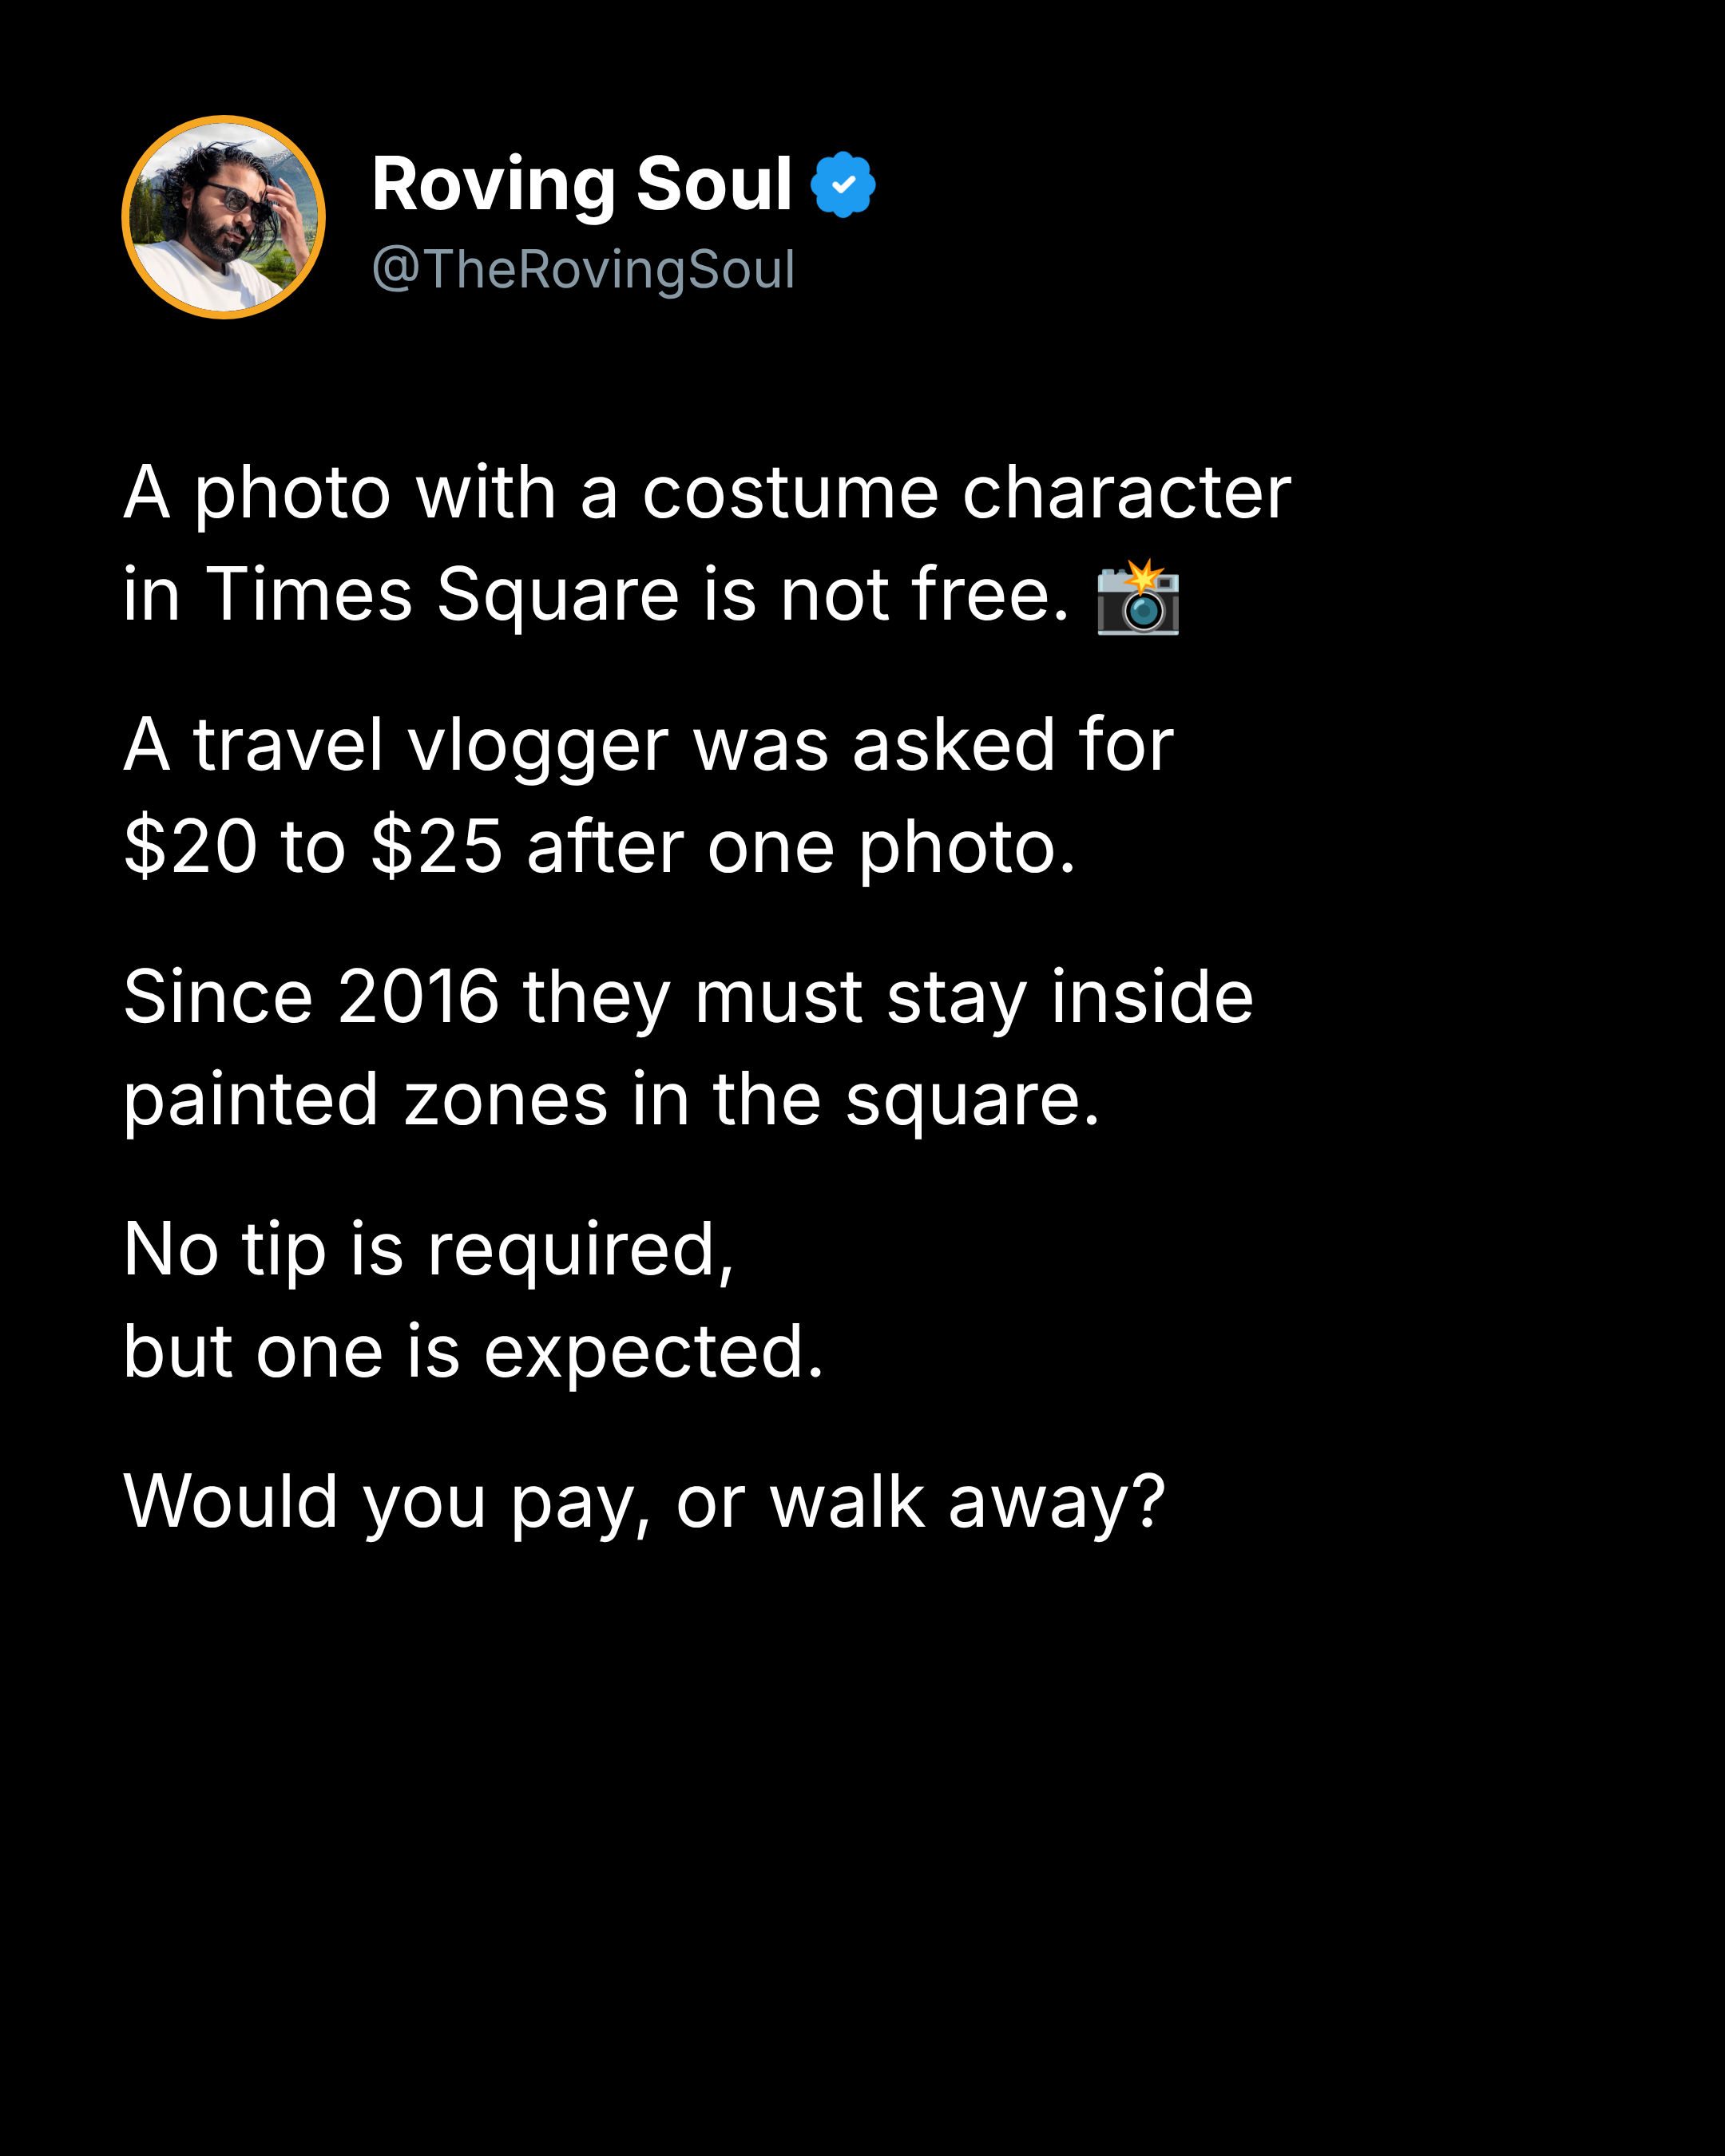 Roving Soul
@TheRovingSoul
A photo with a costume character
in Times Square is not free. 📸
A travel vlogger was asked for
$20 to $25 after one photo.
Since 2016 they must stay inside
painted zones in the square.
No tip is required,
but one is expected.
Would you pay, or walk away?